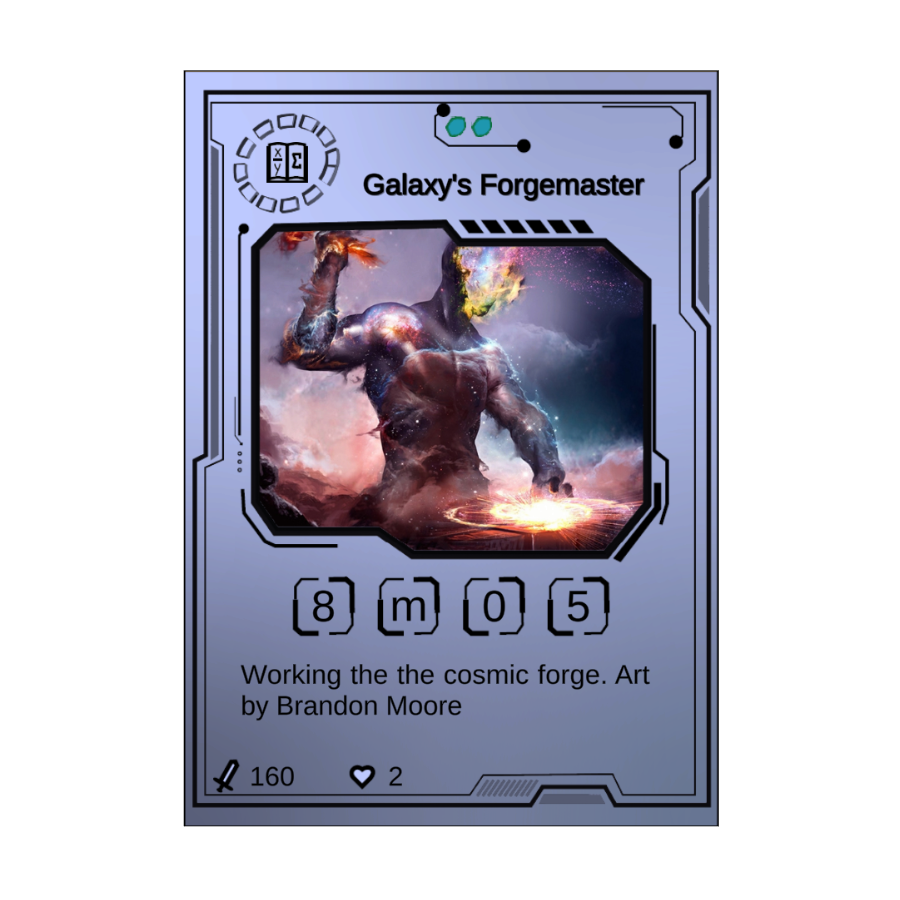 x
y Σ
Galaxy's Forgemaster
8 m 0 5
Working the the cosmic forge. Art
by Brandon Moore
160 2